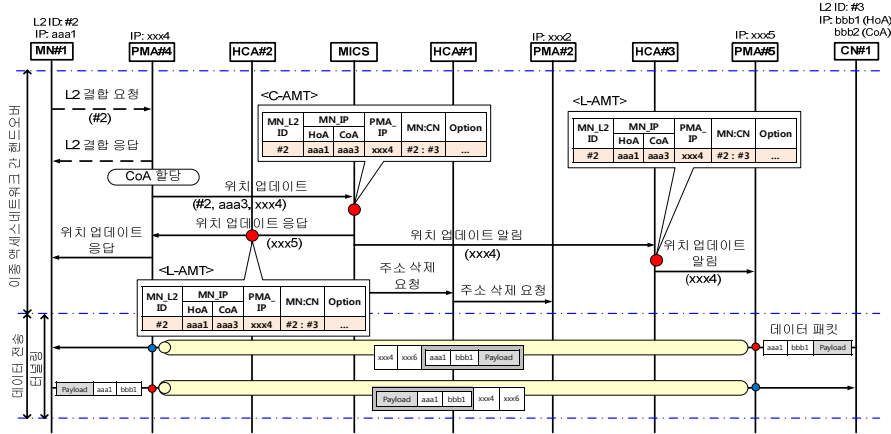 L2 ID: #2
IP: aaa1
MN#1
IP: xxx4
PMA#4
HCA#2
MICS
HCA#1
IP: xxx2
PMA#2
HCA#3
IP: xxx5
PMA#5
L2 ID: #3
IP: bbb1 (HoA)
bbb2 (CoA)
CN#1
이종 액세스네트워크 간 핸드오버
L2 결합 요청
(#2)
L2 결합 응답
CoA 할당
<C-AMT>
MN_L2 ID MN_IP PMA_ IP MN:CN Option
HoA CoA
#2 aaa1 aaa3 xxx4 #2 : #3 ...
<L-AMT>
MN_L2 ID MN_IP PMA_ IP MN:CN Option
HoA CoA
#2 aaa1 aaa3 xxx4 #2 : #3 ...
위치 업데이트
(#2, aaa3, xxx4)
위치 업데이트 응답
(xxx5)
위치 업데이트
응답
위치 업데이트 알림
(xxx4)
위치 업데이트
알림
(xxx4)
<L-AMT>
MN_L2 ID MN_IP PMA_ IP MN:CN Option
HoA CoA
#2 aaa1 aaa3 xxx4 #2 : #3 ...
주소 삭제
요청
주소 삭제 요청
데이터 전송
터널링
데이터 패킷
xxx4 xxx6 aaa1 bbb1 Payload
aaa1 bbb1 Payload
Payload aaa1 bbb1
Payload aaa1 bbb1 xxx4 xxx6